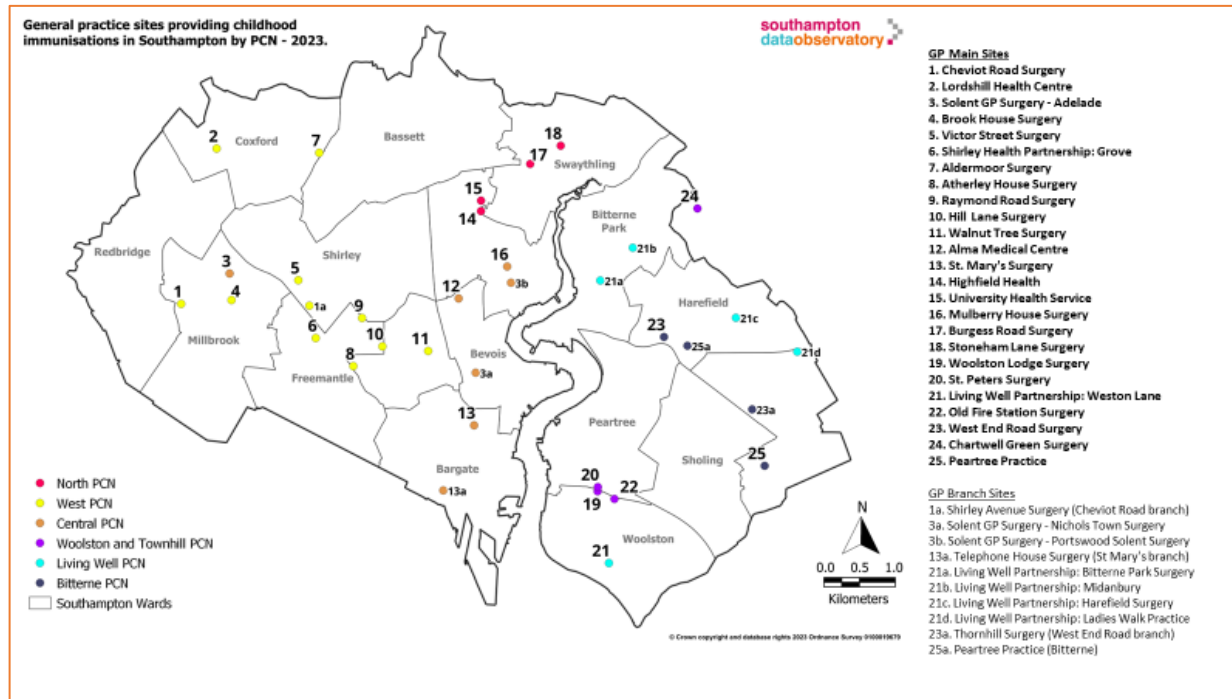 General practice sites providing childhood
immunisations in Southampton by PCN - 2023.
southampton
dataobservatory
GP Main Sites
1. Cheviot Road Surgery
2. Lordshill Health Centre
3. Solent GP Surgery - Adelade
4. Brook House Surgery
5. Victor Street Surgery
6. Shirley Health Partnership: Grove
7. Aldermoor Surgery
8. Atherley House Surgery
9. Raymond Road Surgery
10. Hill Lane Surgery
11. Walnut Tree Surgery
12. Alma Medical Centre
13. St. Mary's Surgery
14. Highfield Health
15. University Health Service
16. Mulberry House Surgery
17. Burgess Road Surgery
18. Stoneham Lane Surgery
19. Woolston Lodge Surgery
20. St. Peters Surgery
21. Living Well Partnership: Weston Lane
22. Old Fire Station Surgery
23. West End Road Surgery
24. Chartwell Green Surgery
25. Peartree Practice
GP Branch Sites
1a. Shirley Avenue Surgery (Cheviot Road branch)
3a. Solent GP Surgery - Nichols Town Surgery
3b. Solent GP Surgery - Portswood Solent Surgery
13a. Telephone House Surgery (St Mary's branch)
21a. Living Well Partnership: Bitterne Park Surgery
21b. Living Well Partnership: Midanbury
21c. Living Well Partnership: Harefield Surgery
21d. Living Well Partnership: Ladies Walk Practice
23a. Thornhill Surgery (West End Road branch)
25a. Peartree Practice (Bitterne)
2
Coxford
7
Bassett
18
17
Swaythling
15
14
24
Bitterne
Park
21b
Redbridge
Shirley
16
3b
3
5
21a
1
4
1a
12
Harefield
9
21c
6
10
11
23
25a
Millbrook
8
Bevois
21d
Freemantle
3a
23a
13
Peartree
Sholing
25
Bargate
13a
20
22
19
Woolston
21
North PCN
West PCN
Central PCN
Woolston and Townhill PCN
Living Well PCN
Bitterne PCN
Southampton Wards
N
0.0 0.5 1.0
Kilometers
© Crown copyright and database rights 2023 Ordnance Survey 0100019679